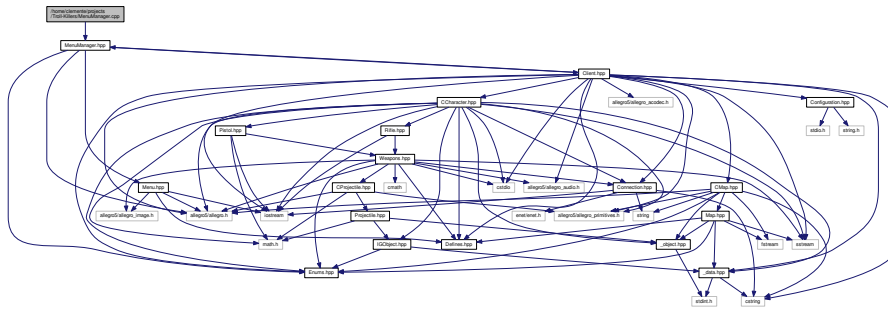 /home/clemente/projects
/Troll-Killers/MenuManager.cpp
MenuManager.hpp
Client.hpp
CCharacter.hpp
allegro5/allegro_acodec.h
Configuration.hpp
Pistol.hpp
Rifle.hpp
stdio.h
string.h
Weapons.hpp
Menu.hpp
CProjectile.hpp
cmath
cstdio
allegro5/allegro_audio.h
Connection.hpp
CMap.hpp
allegro5/allegro_image.h
allegro5/allegro.h
iostream
Projectile.hpp
enet/enet.h
allegro5/allegro_primitives.h
string
Map.hpp
math.h
IGObject.hpp
Defines.hpp
_object.hpp
fstream
sstream
Enums.hpp
_data.hpp
stdint.h
cstring